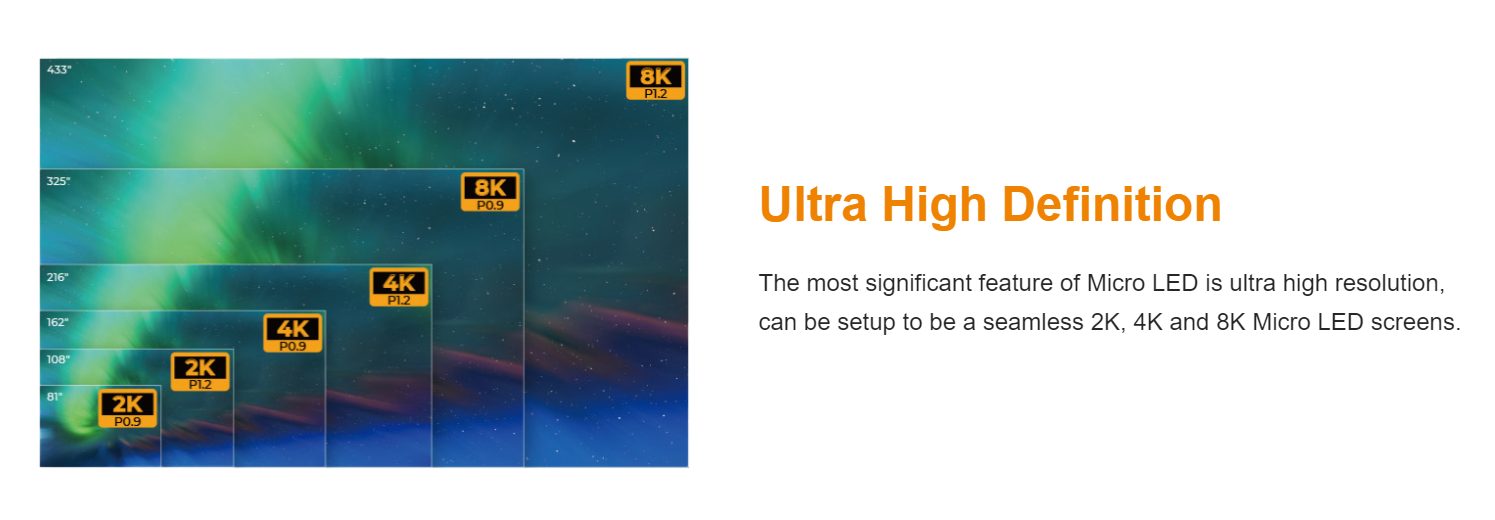 433"
8K
P1.2
325"
8K
P0.9
216"
4K
P1.2
162"
4K
P0.9
108"
2K
P1.2
81"
2K
P0.9
Ultra High Definition
The most significant feature of Micro LED is ultra high resolution,
can be setup to be a seamless 2K, 4K and 8K Micro LED screens.